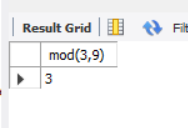 Result Grid
mod(3,9)
3